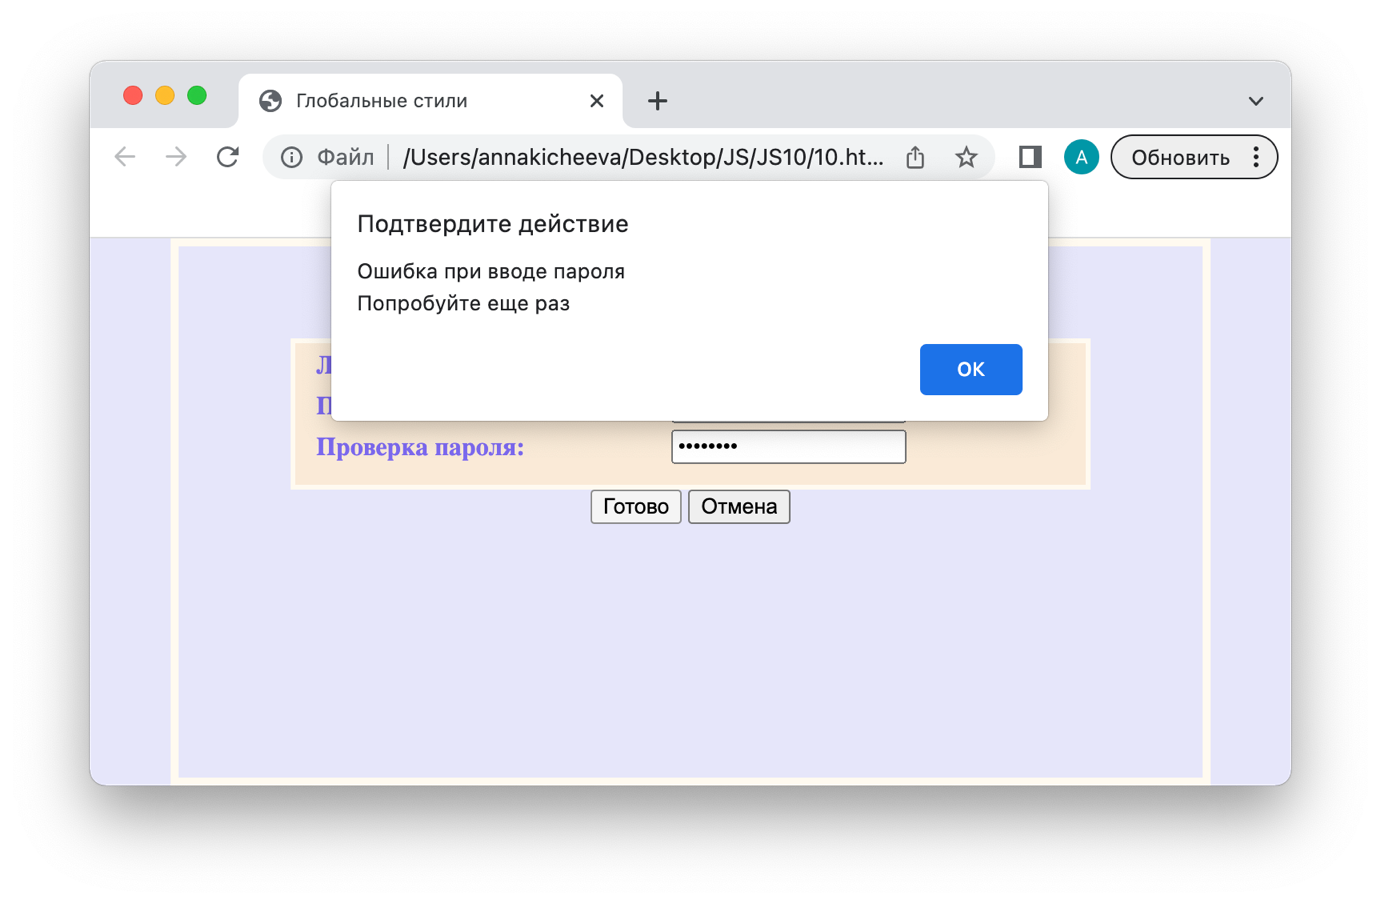 Глобальные стили
Файл /Users/annakicheeva/Desktop/JS/JS10/10.ht...
A
Обновить
Подтвердите действие
Ошибка при вводе пароля
Попробуйте еще раз
OK
Проверка пароля: ••••••••
Готово Отмена